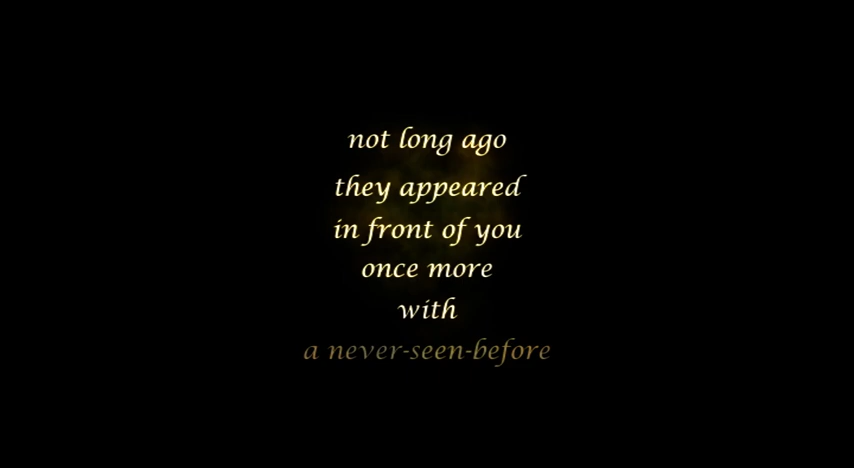 not long ago
they appeared
in front of you
once more
with
a never-seen-before